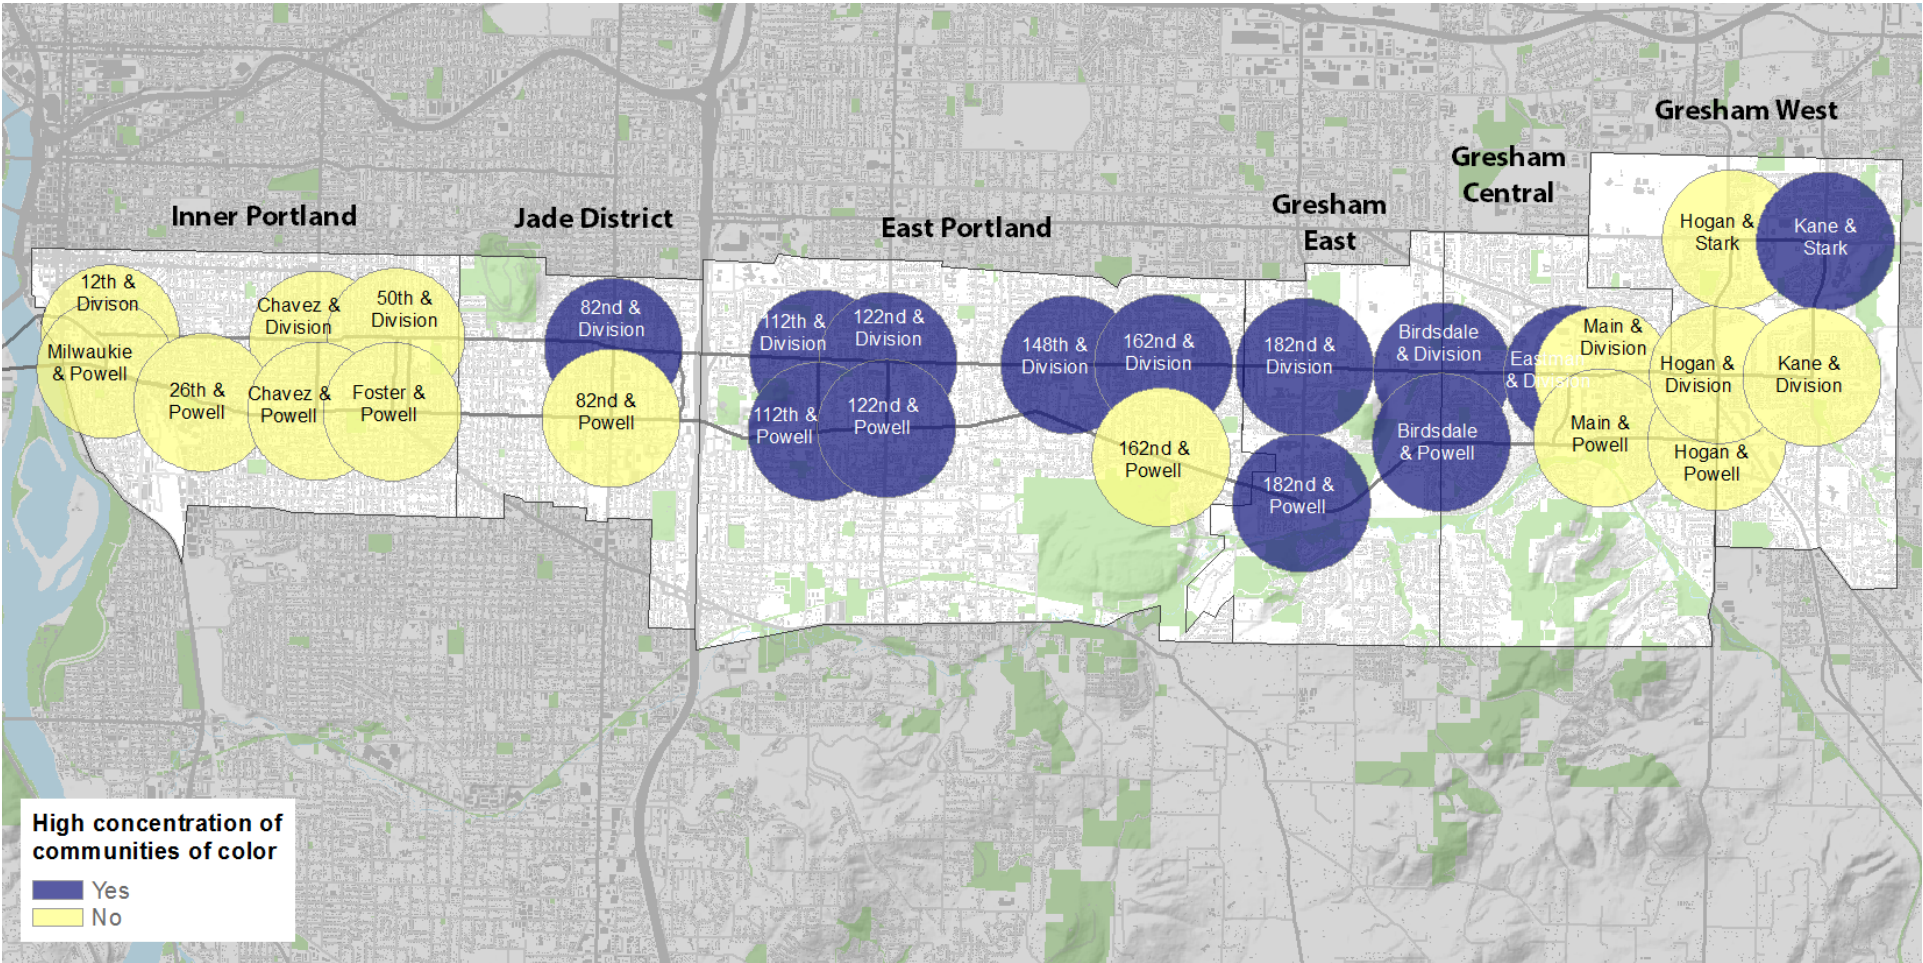 Gresham West
Gresham
Central
Inner Portland
Jade District
East Portland
Gresham
East
12th &
Divison
Milwaukie
& Powell
26th &
Powell
Chavez &
Division
50th &
Division
Chavez &
Powell
Foster &
Powell
82nd &
Division
82nd &
Powell
112th &
Division
122nd &
Division
112th &
Powell
122nd &
Powell
148th &
Division
162nd &
Division
162nd &
Powell
182nd &
Division
182nd &
Powell
Birdsdale
& Division
Birdsdale
& Powell
Eastman
& Division
Main &
Division
Main &
Powell
Hogan &
Stark
Kane &
Stark
Hogan &
Division
Kane &
Division
Hogan &
Powell
High concentration of
communities of color
Yes
No